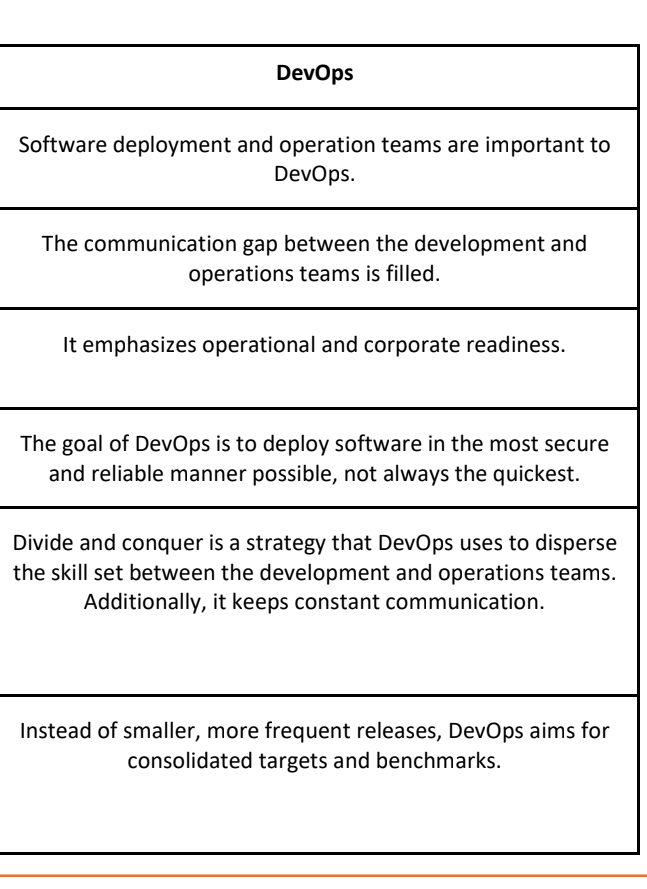 DevOps
Software deployment and operation teams are important to
DevOps.
The communication gap between the development and
operations teams is filled.
It emphasizes operational and corporate readiness.
The goal of DevOps is to deploy software in the most secure
and reliable manner possible, not always the quickest.
Divide and conquer is a strategy that DevOps uses to disperse
the skill set between the development and operations teams.
Additionally, it keeps constant communication.
Instead of smaller, more frequent releases, DevOps aims for
consolidated targets and benchmarks.